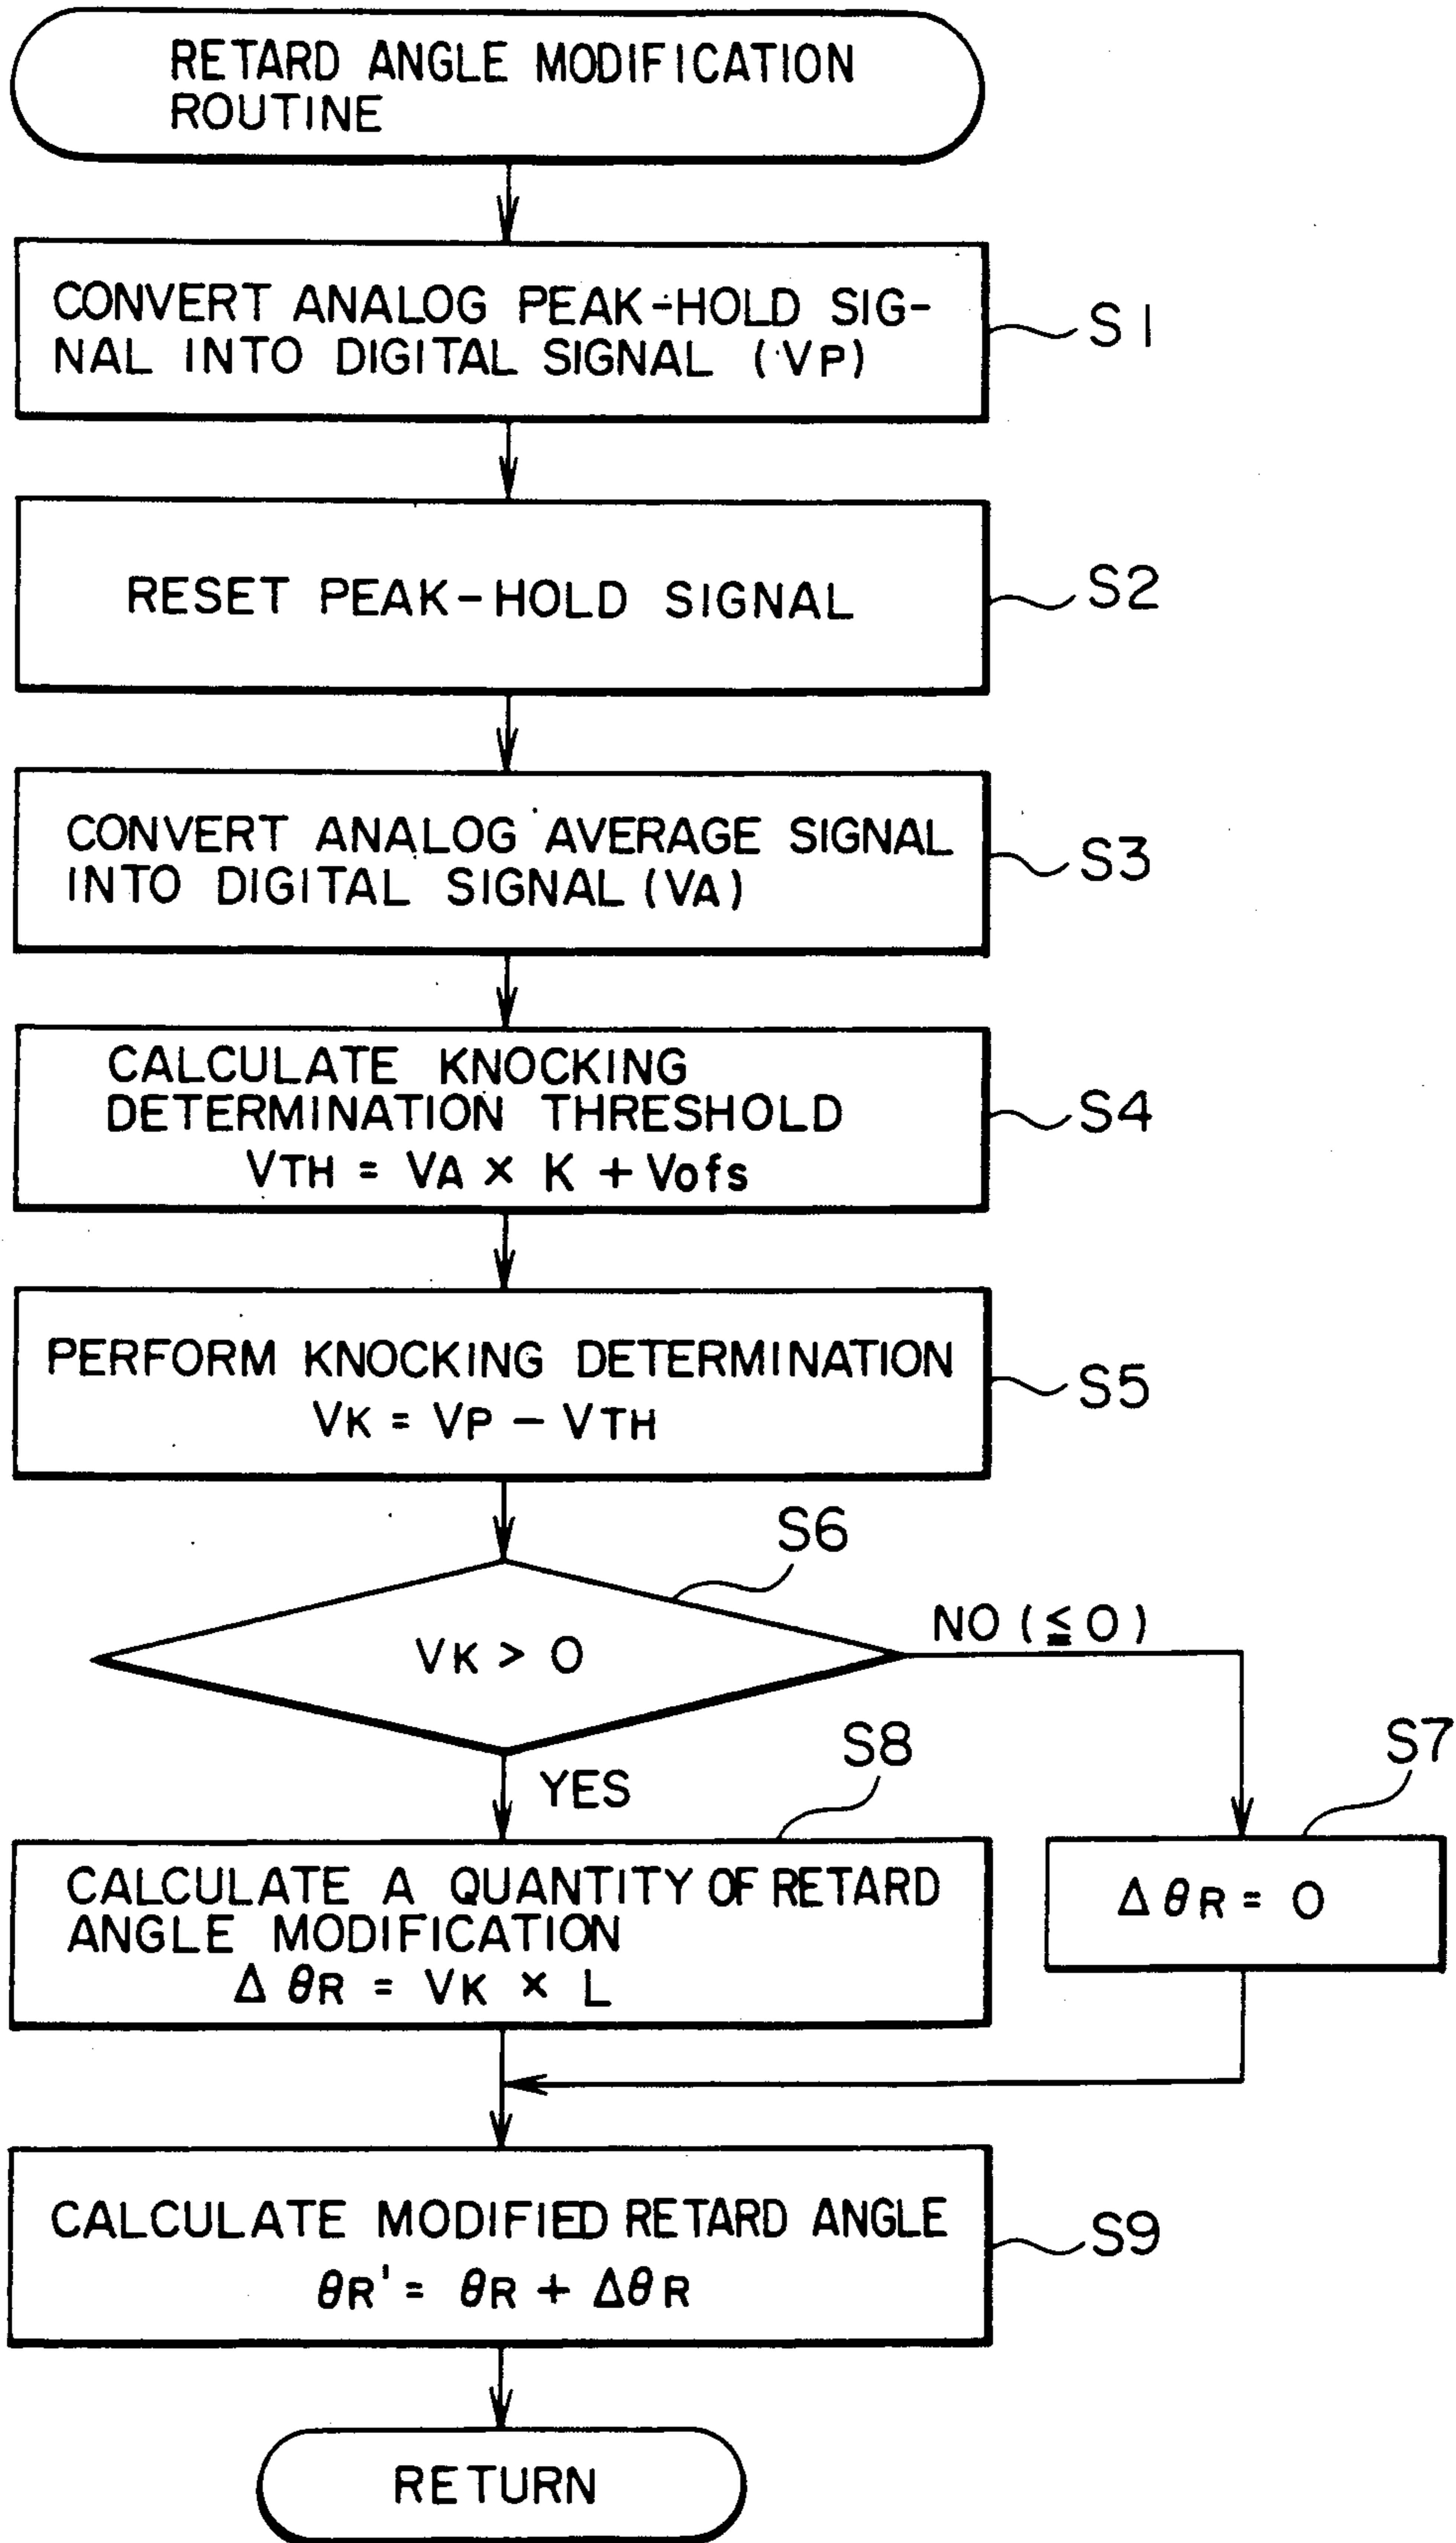 RETARD ANGLE MODIFICATION
ROUTINE
CONVERT ANALOG PEAK-HOLD SIG-
NAL INTO DIGITAL SIGNAL (VP)
S1
RESET PEAK-HOLD SIGNAL
S2
CONVERT ANALOG AVERAGE SIGNAL
INTO DIGITAL SIGNAL (VA)
S3
CALCULATE KNOCKING
DETERMINATION THRESHOLD
VTH = VA × K + Vofs
S4
PERFORM KNOCKING DETERMINATION
VK = VP - VTH
S5
S6
VK > 0
NO (≦0)
YES
S8
S7
CALCULATE A QUANTITY OF RETARD
ANGLE MODIFICATION
Δ θR = VK × L
Δ θR = 0
CALCULATE MODIFIED RETARD ANGLE
θR' = θR + ΔθR
S9
RETURN